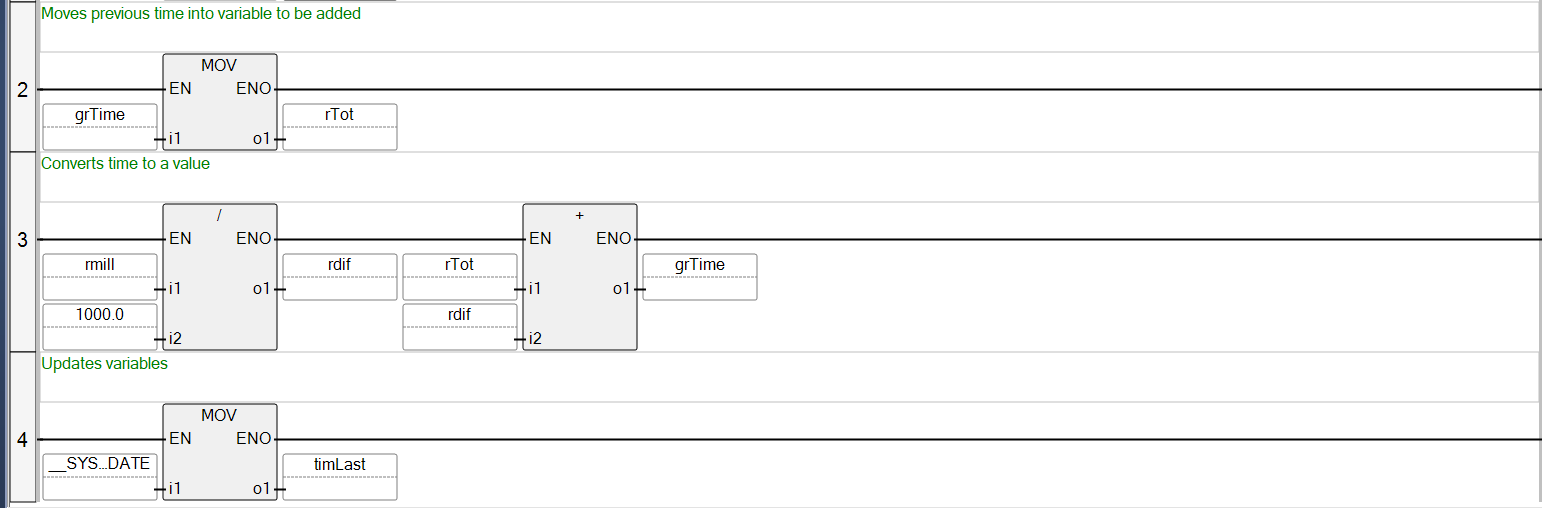 Moves previous time into variable to be added
MOV
2 EN ENO
grTime rTot
i1 o1
Converts time to a value
/ +
3 EN ENO EN ENO
rmill rdif rTot grTime
i1 o1 i1 o1
1000.0 rdif
i2 i2
Updates variables
MOV
4 EN ENO
__SYS...DATE timLast
i1 o1